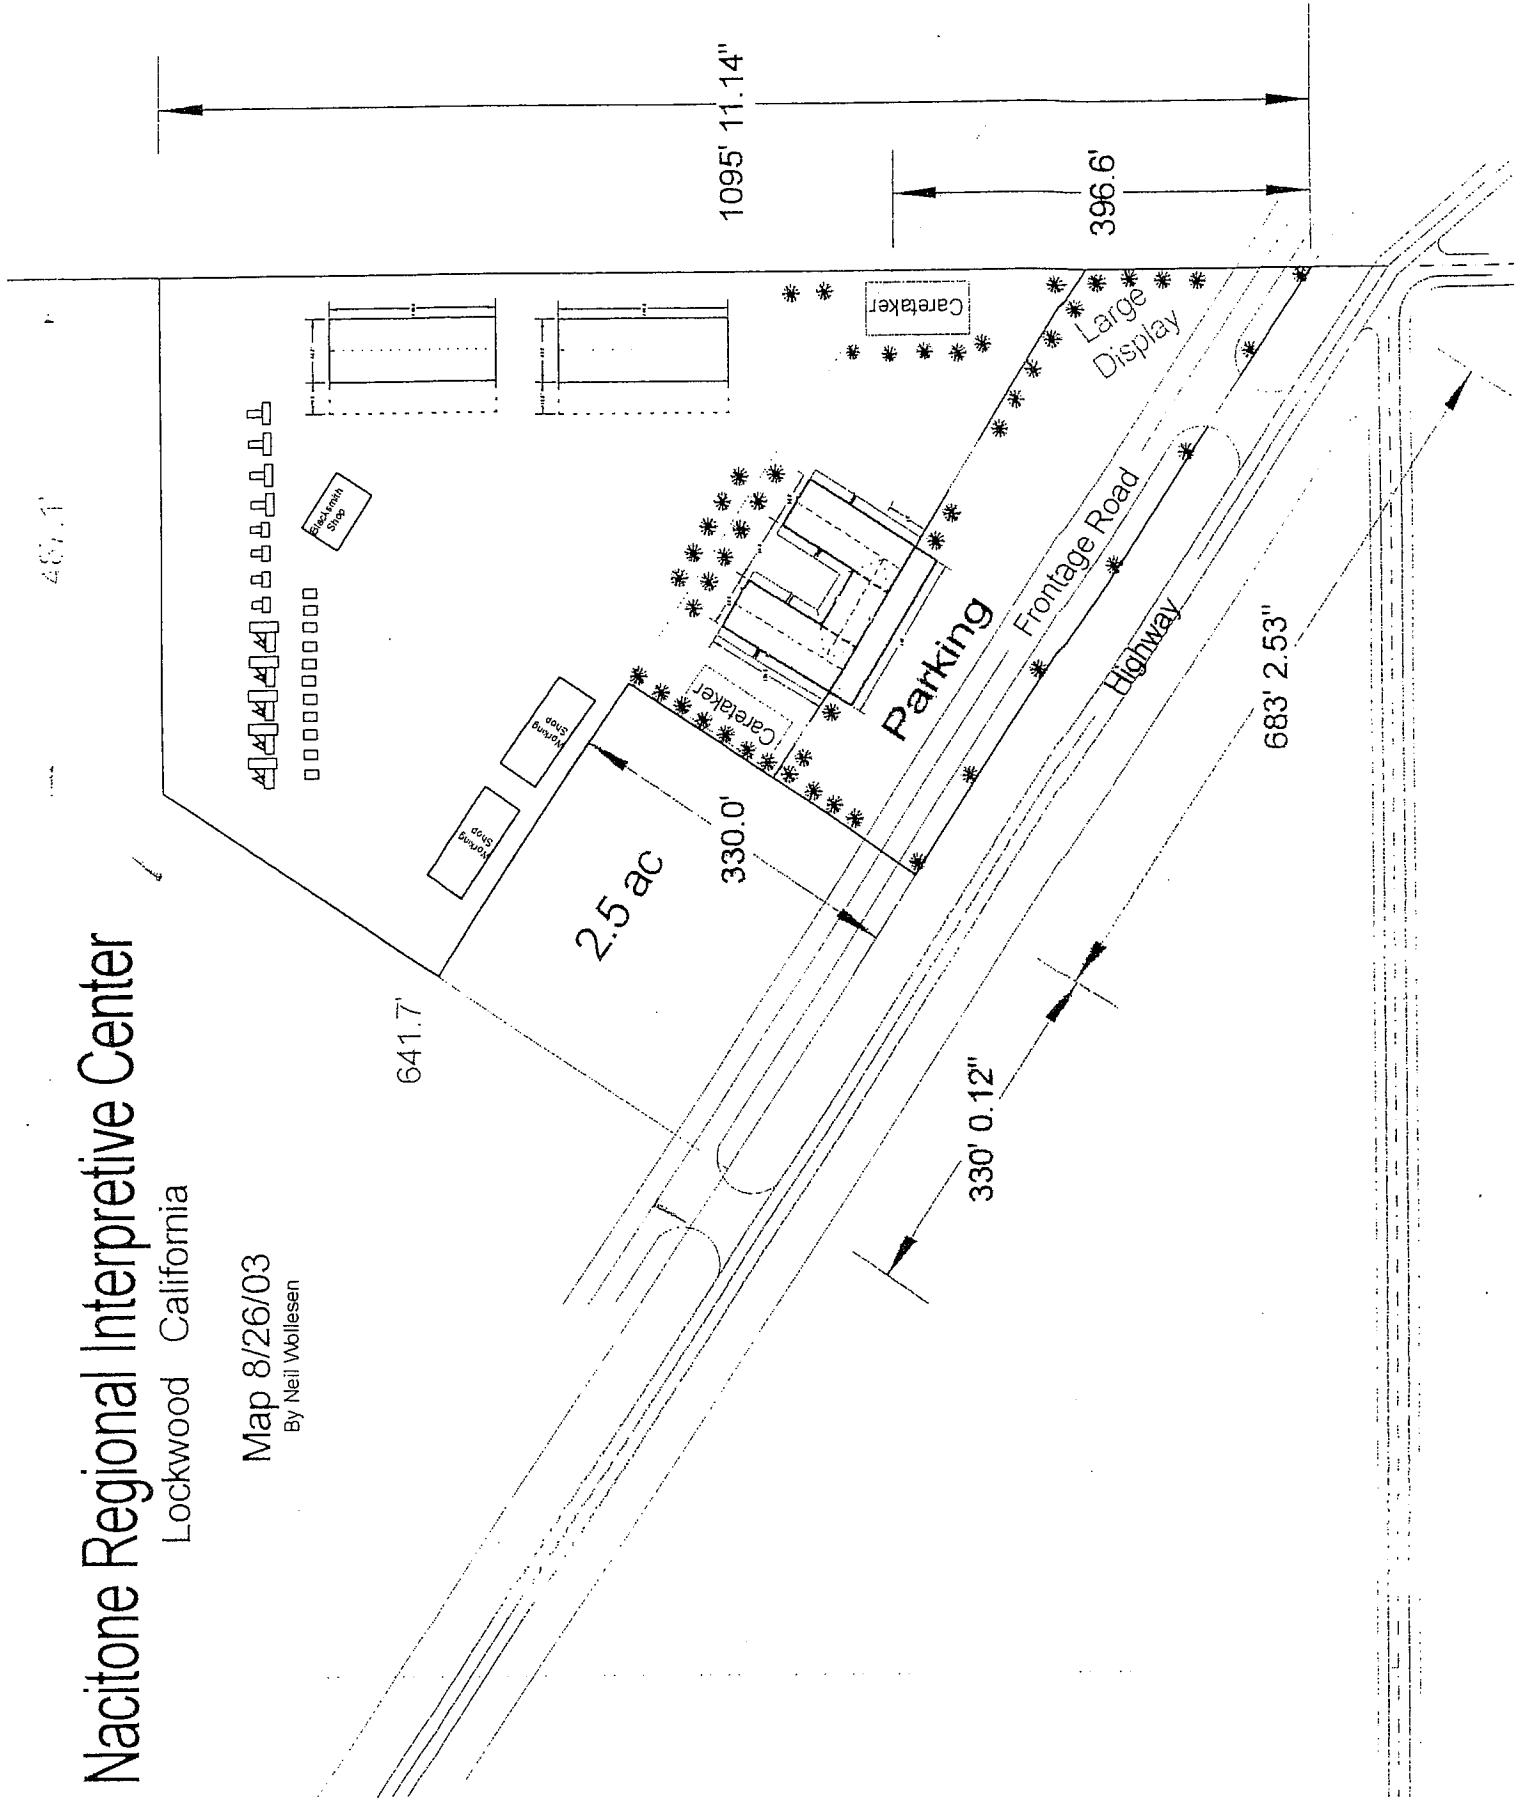 Nacitone Regional Interpretive Center
Lockwood California
Map 8/26/03
By Neil Wollesen
641.7'
2.5 ac
330.0'
330' 0.12"
683' 2.53"
1095' 11.14"
396.6'
Working
Shop
Working
Shop
Blacksmith
Shop
Caretaker
Caretaker
Parking
Frontage Road
Highway
Large
Display